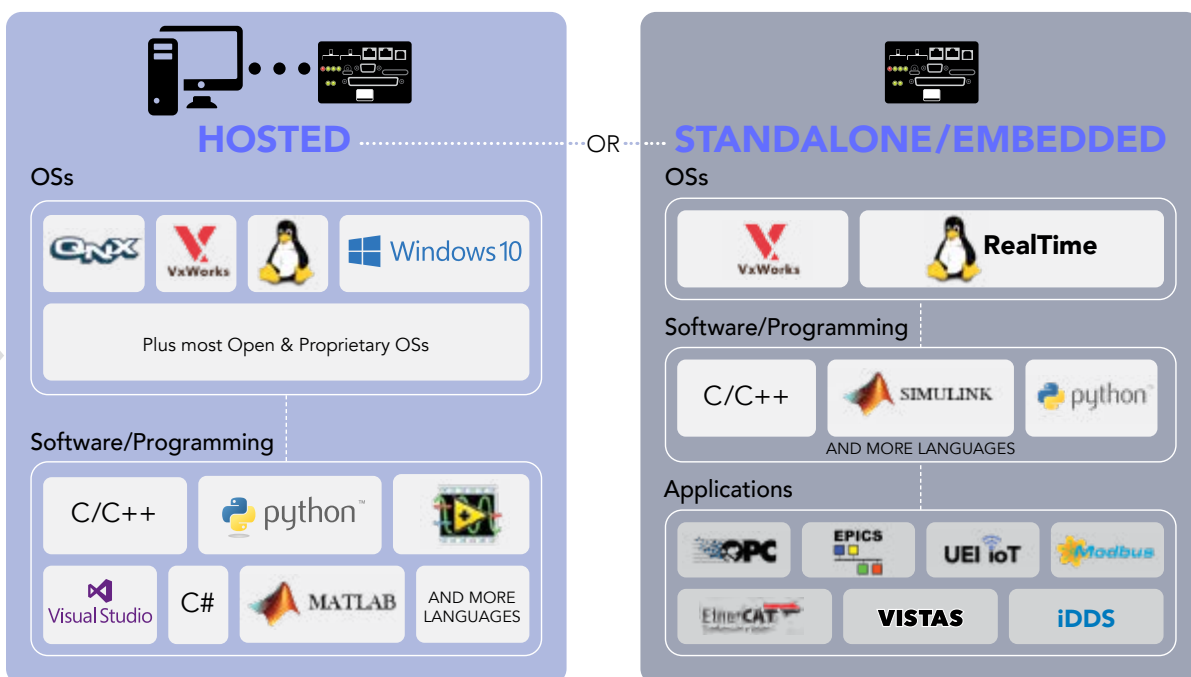 HOSTED
OR
STANDALONE/EMBEDDED
OSs
QNX
VxWorks
Windows 10
Plus most Open & Proprietary OSs
Software/Programming
C/C++
python™
Visual Studio
C#
MATLAB
AND MORE
LANGUAGES
OSs
VxWorks
RealTime
Software/Programming
C/C++
SIMULINK
python™
AND MORE LANGUAGES
Applications
OPC
EPICS
UEI IoT
Modbus
EtherCAT
VISTAS
iDDS